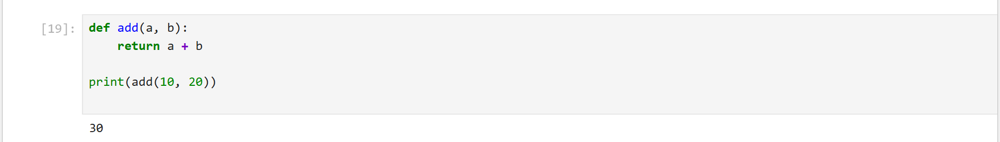 [19]:
def add(a, b):
    return a + b
print(add(10, 20))
30